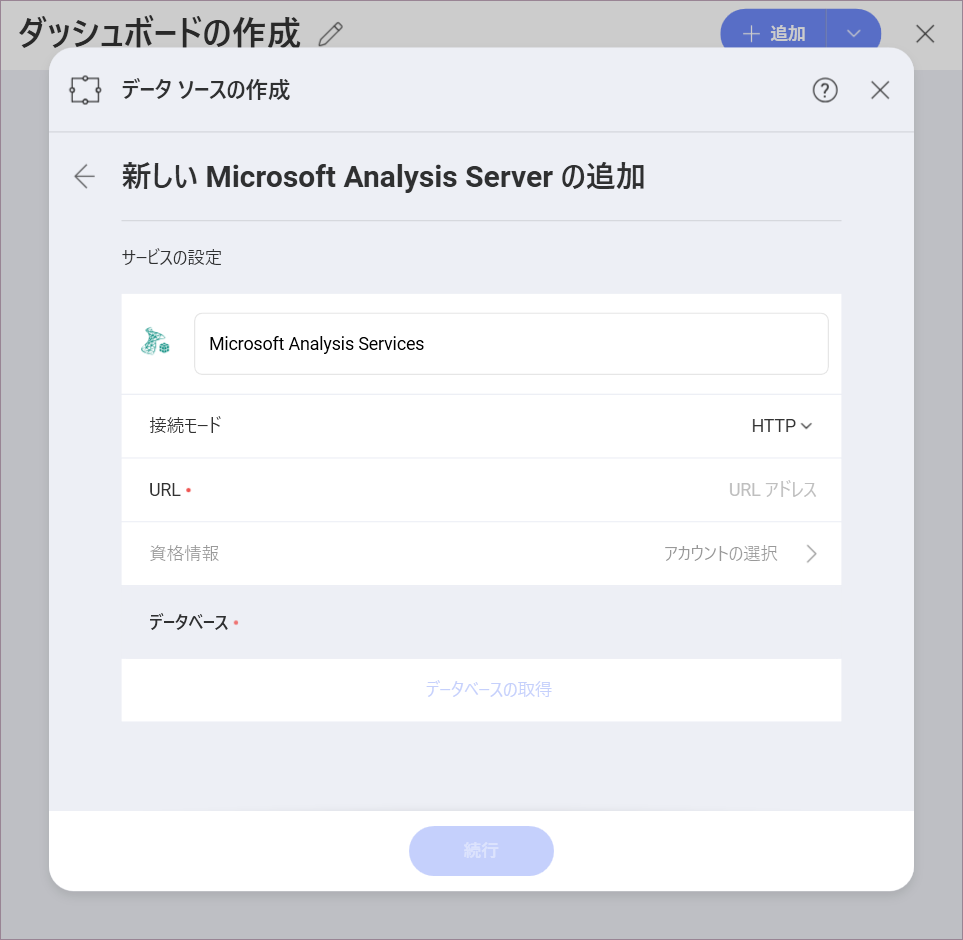 ダッシュボードの作成
追加
データ ソースの作成
新しい Microsoft Analysis Server の追加
サービスの設定
Microsoft Analysis Services
接続モード HTTP
URL • URL アドレス
資格情報 アカウントの選択
データベース •
データベースの取得
続行